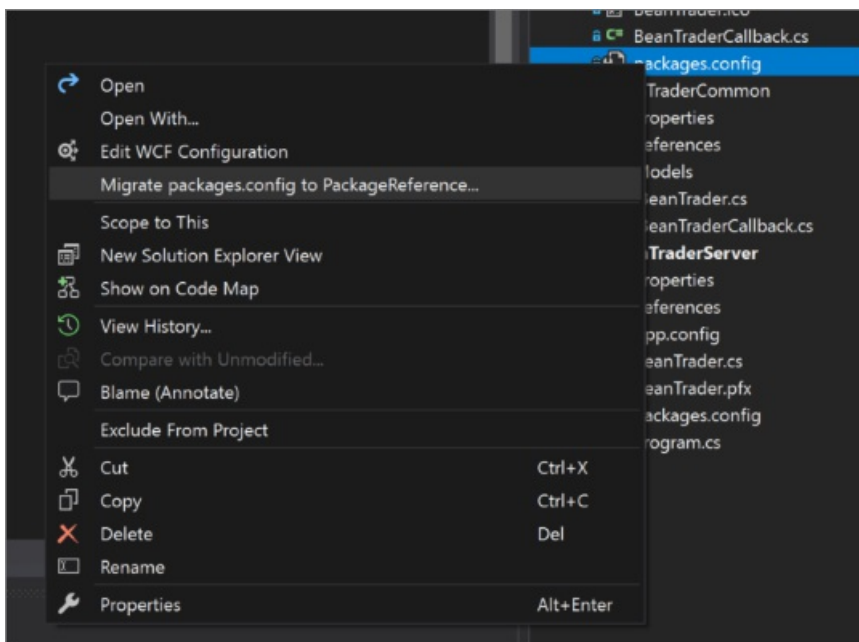 BeanTrader.ico
BeanTraderCallback.cs
packages.config
Open
Open With...
Edit WCF Configuration
Migrate packages.config to PackageReference...
Scope to This
New Solution Explorer View
Show on Code Map
View History...
Compare with Unmodified...
Blame (Annotate)
Exclude From Project
Cut Ctrl+X
Copy Ctrl+C
Delete Del
Rename
Properties Alt+Enter
TraderCommon
roperties
eferences
odels
eanTrader.cs
eanTraderCallback.cs
TraderServer
roperties
eferences
pp.config
eanTrader.cs
eanTrader.pfx
ackages.config
rogram.cs